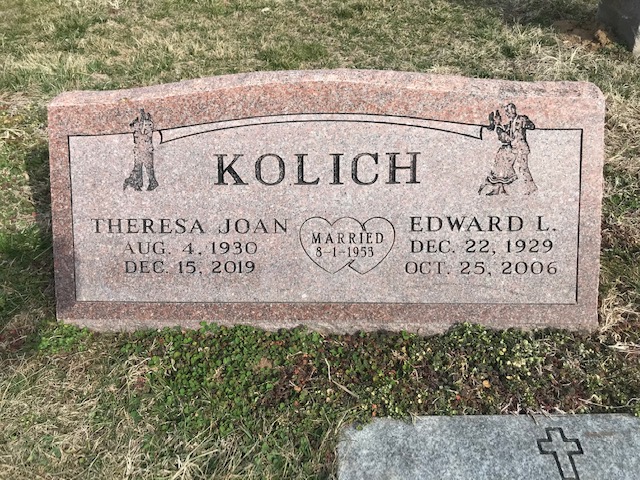 KOLICH
THERESA JOAN
AUG. 4, 1930
DEC. 15, 2019
MARRIED
8-1-1953
EDWARD L.
DEC. 22, 1929
OCT. 25, 2006